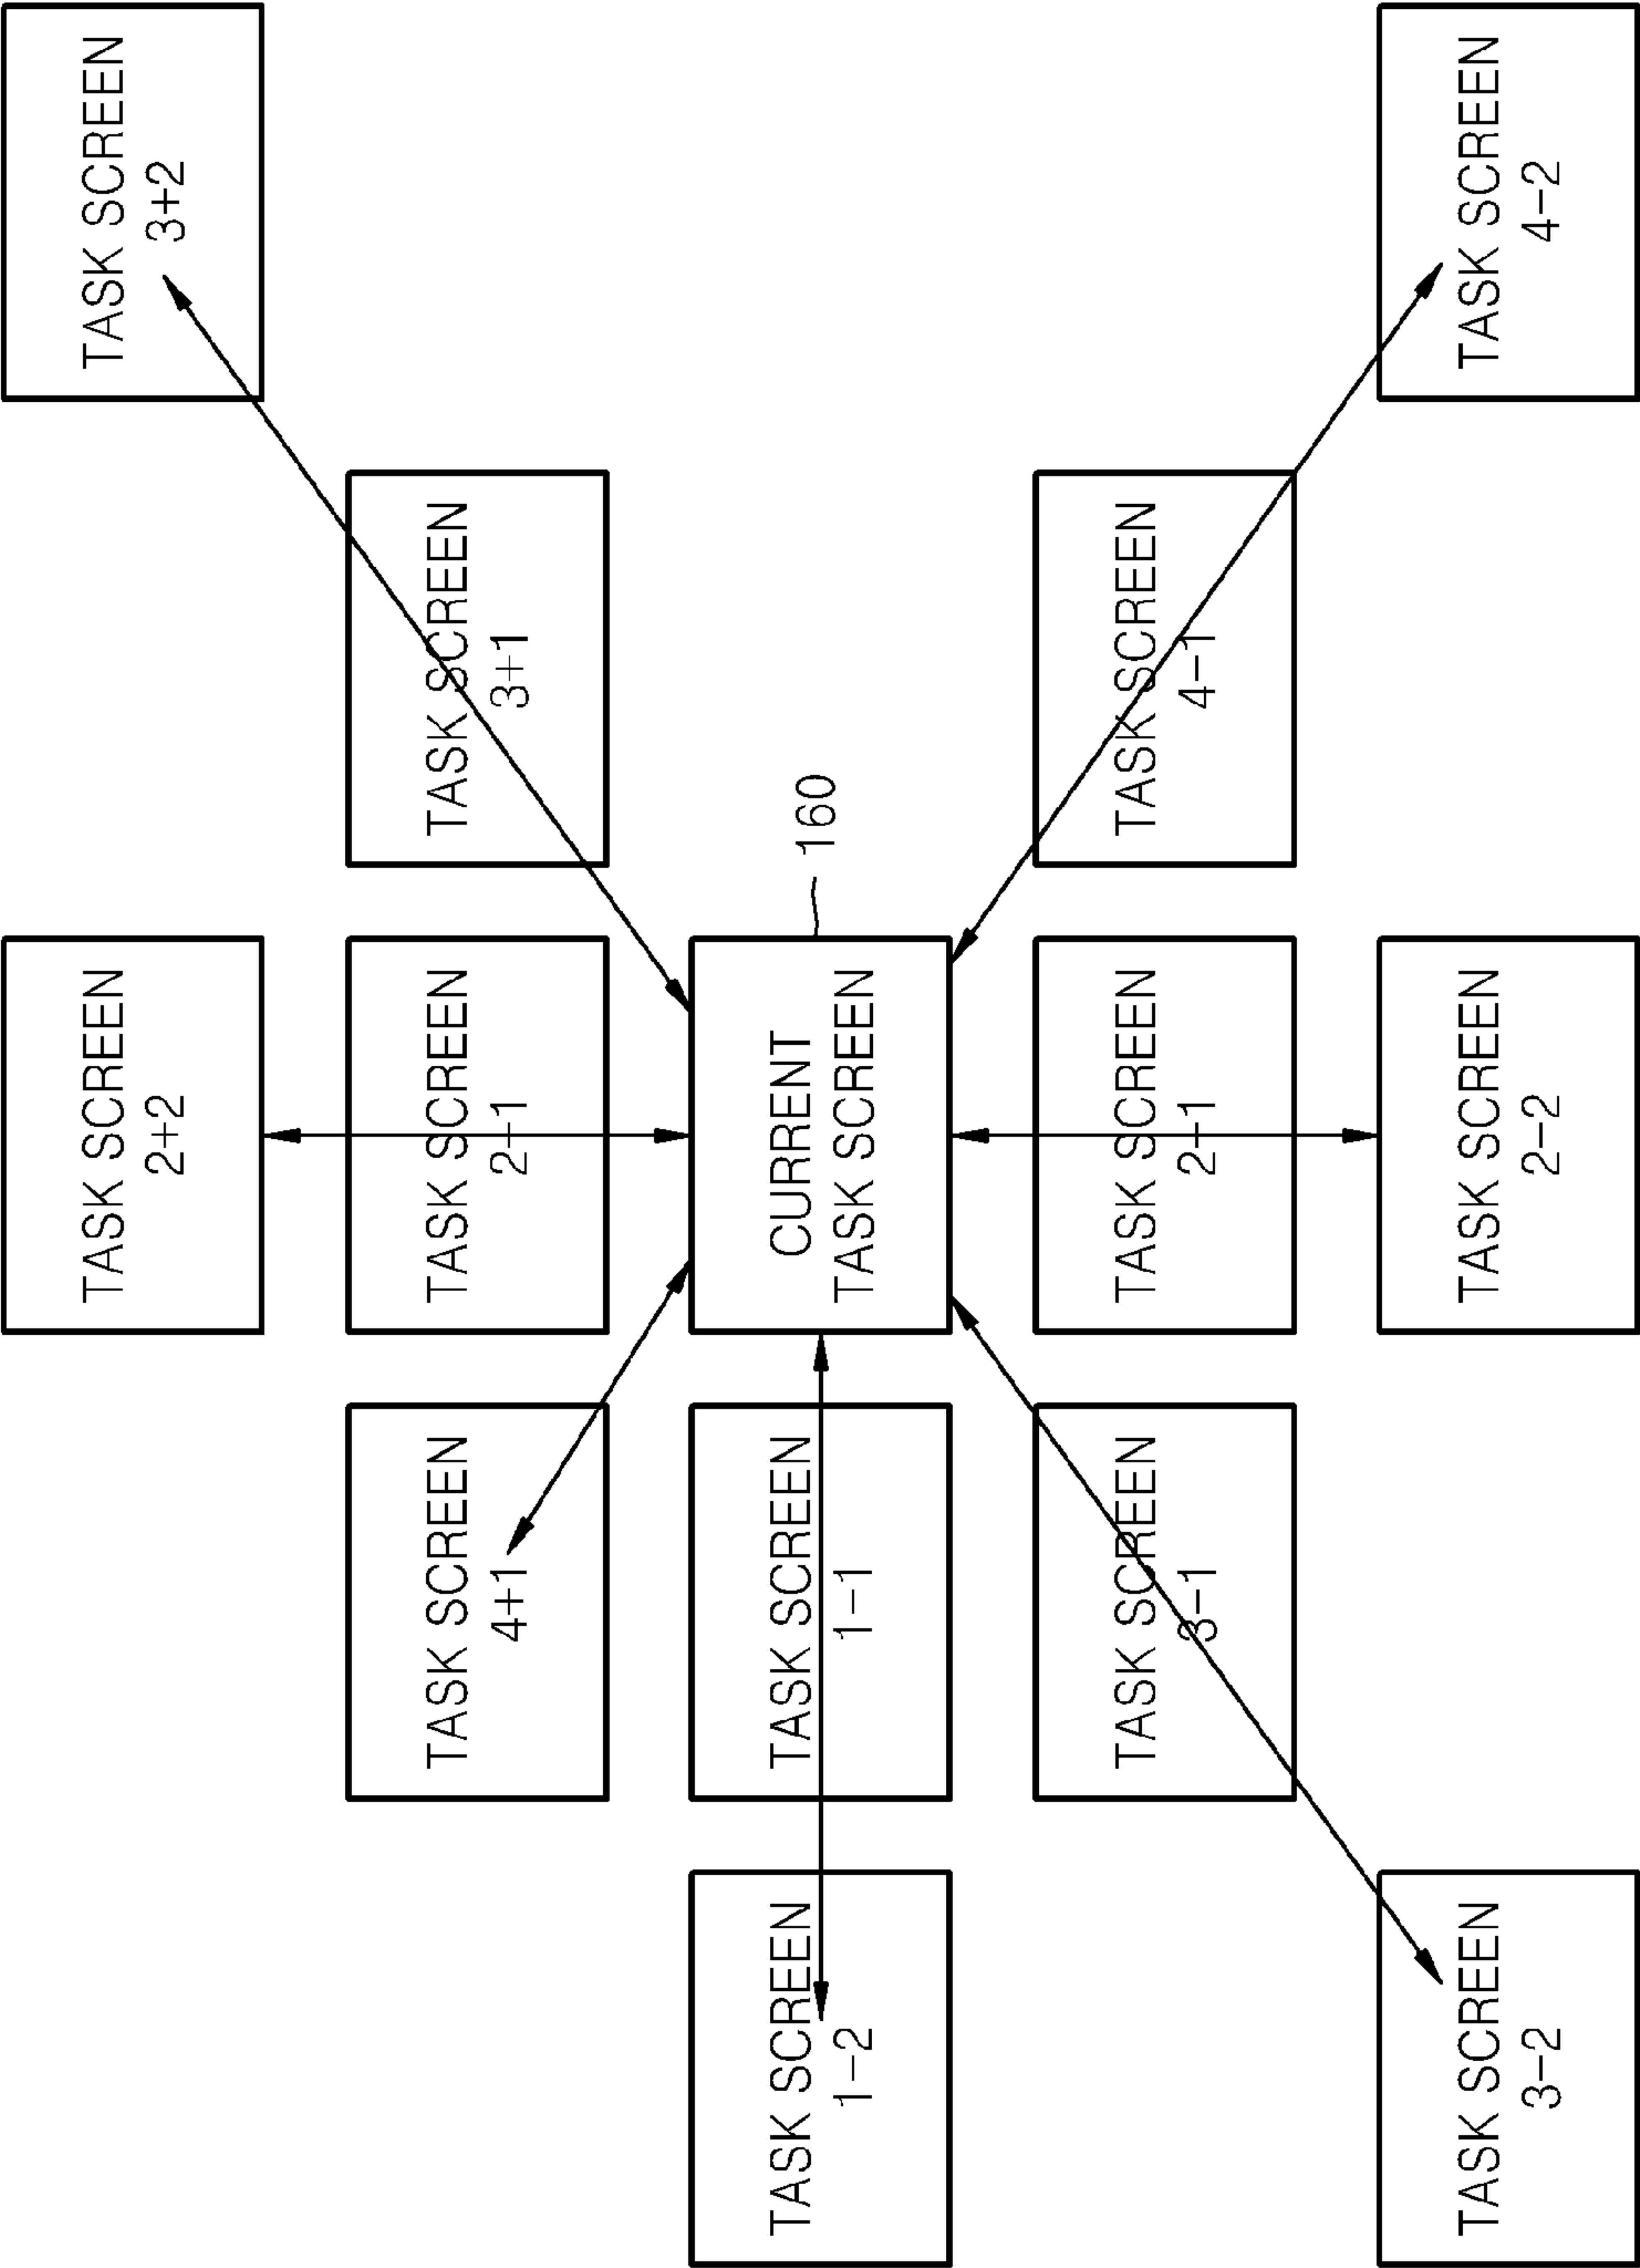 TASK SCREEN
2+2
TASK SCREEN
3+2
TASK SCREEN
4+1
TASK SCREEN
2+1
TASK SCREEN
3+1
TASK SCREEN
1-2
TASK SCREEN
1-1
CURRENT
TASK SCREEN
160
TASK SCREEN
3-1
TASK SCREEN
2-1
TASK SCREEN
4-1
TASK SCREEN
3-2
TASK SCREEN
2-2
TASK SCREEN
4-2